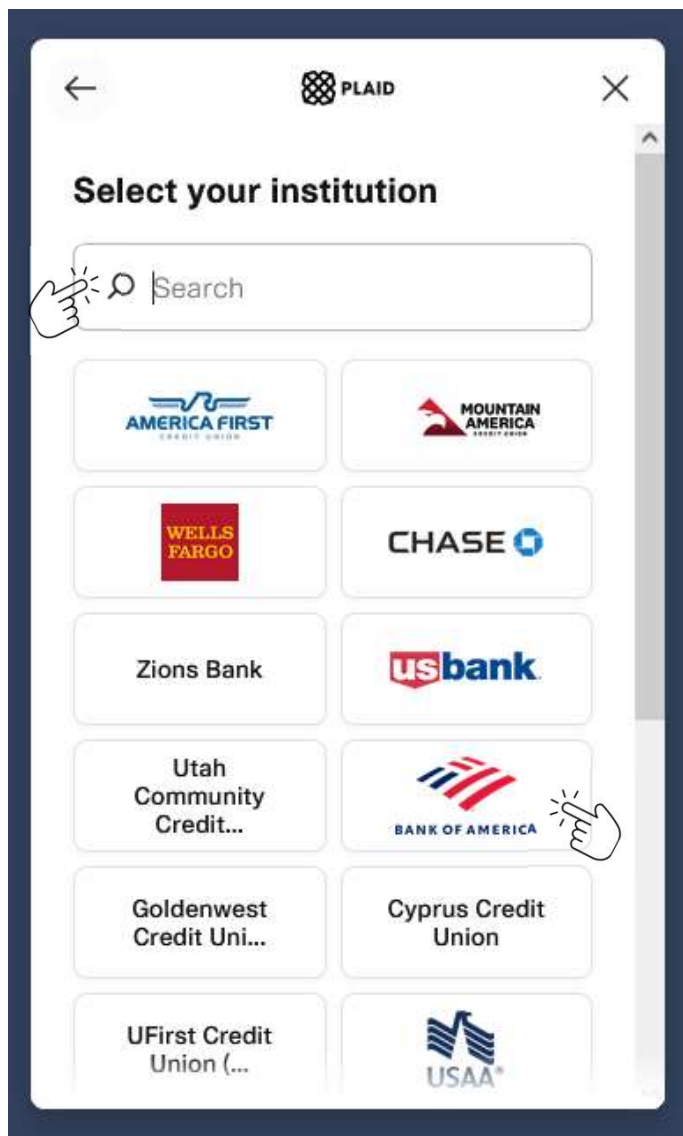 PLAID
Select your institution
Search
AMERICA FIRST
CREDIT UNION
MOUNTAIN
AMERICA
CREDIT UNION
WELLS
FARGO
CHASE
Zions Bank
usbank
Utah
Community
Credit...
BANK OF AMERICA
Goldenwest
Credit Uni...
Cyprus Credit
Union
UFirst Credit
Union (...
USAA®